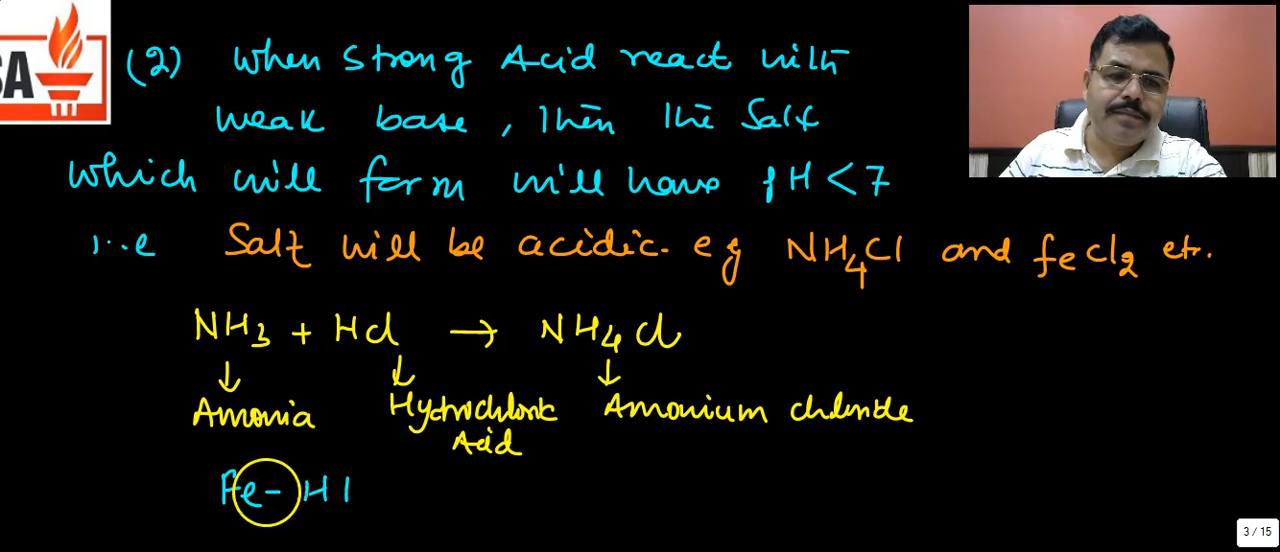 SA
(2) When Strong Acid react with
weak base, then the Salt
which will form will have pH < 7
i.e Salt will be acidic. eg NH4Cl and FeCl2 etc.
NH3 + HCl → NH4Cl
↓ ↓ ↓
Amonia Hydrochloric Acid Amonium chloride
Fe - H I
3 / 15